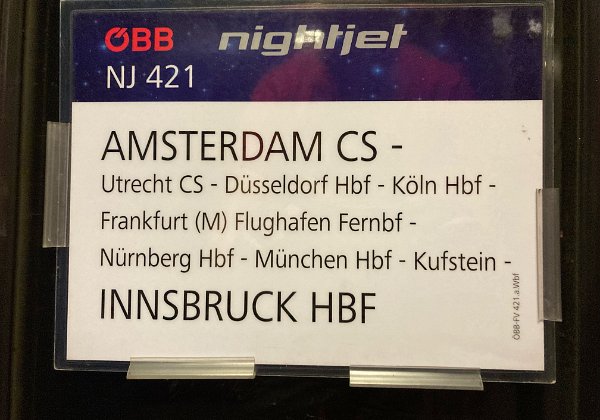 ÖBB nightjet
NJ 421
AMSTERDAM CS -
Utrecht CS - Düsseldorf Hbf - Köln Hbf -
Frankfurt (M) Flughafen Fernbf -
Nürnberg Hbf - München Hbf - Kufstein -
INNSBRUCK HBF
ÖBB-FV 421.a.Wbf